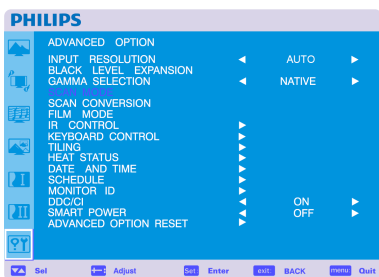 PHILIPS
ADVANCED OPTION
INPUT RESOLUTION AUTO
BLACK LEVEL EXPANSION
GAMMA SELECTION NATIVE
SCAN MODE
SCAN CONVERSION
FILM MODE
IR CONTROL
KEYBOARD CONTROL
TILING
HEAT STATUS
DATE AND TIME
SCHEDULE
MONITOR ID
DDC/CI ON
SMART POWER OFF
ADVANCED OPTION RESET
Sel Adjust Set Enter exit: BACK menu: Quit